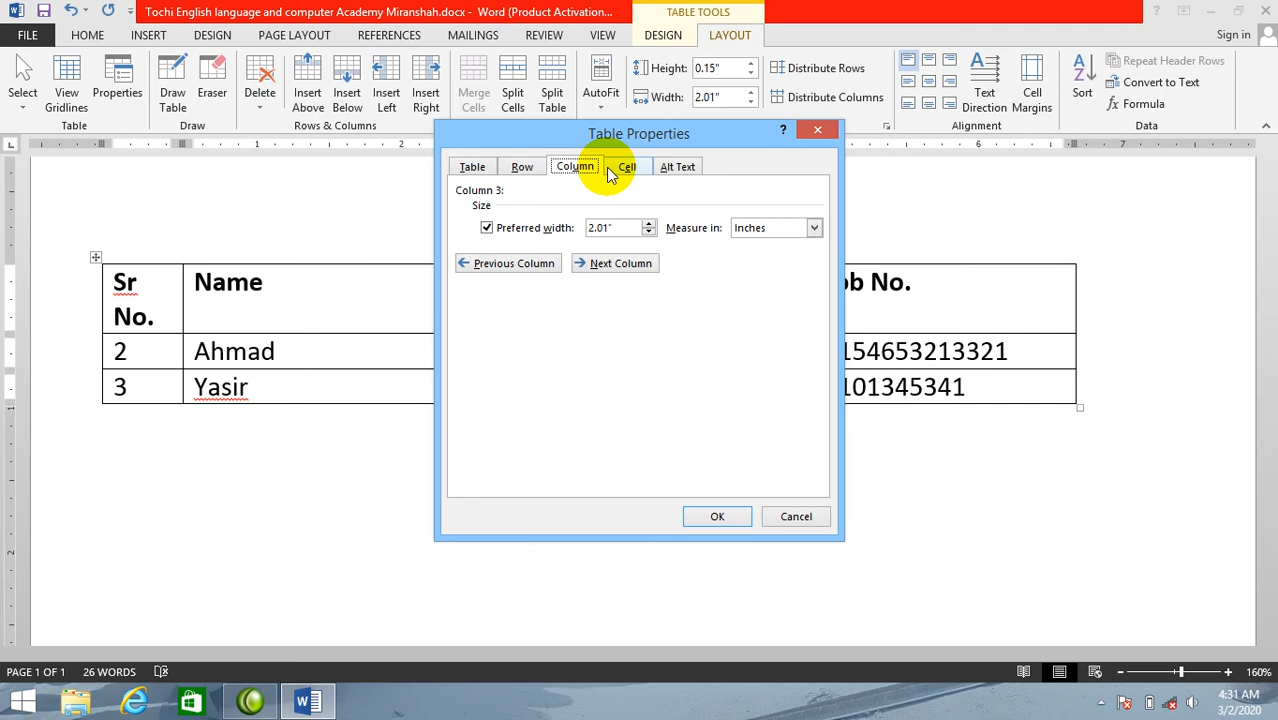 Tochi English language and computer Academy Miranshah.docx - Word (Product Activation...
TABLE TOOLS
FILE HOME INSERT DESIGN PAGE LAYOUT REFERENCES MAILINGS REVIEW VIEW DESIGN LAYOUT Sign in
Select
View Gridlines
Properties
Table
Draw Table
Eraser
Draw
Delete
Insert Above
Insert Below
Insert Left
Insert Right
Rows & Columns
Merge Cells
Split Cells
Split Table
AutoFit
Height: 0.15"
Width: 2.01"
Distribute Rows
Distribute Columns
Text Direction
Cell Margins
Alignment
Sort
Repeat Header Rows
Convert to Text
Formula
Data
1 2 6 7
Table Properties
?
Table Row Column Cell Alt Text
Column 3:
Size
Preferred width: 2.01" Measure in: Inches
Previous Column Next Column
OK Cancel
Sr No. Name ob No.
2 Ahmad 154653213321
3 Yasir 101345341
1
2
PAGE 1 OF 1 26 WORDS 160%
4:31 AM
3/2/2020